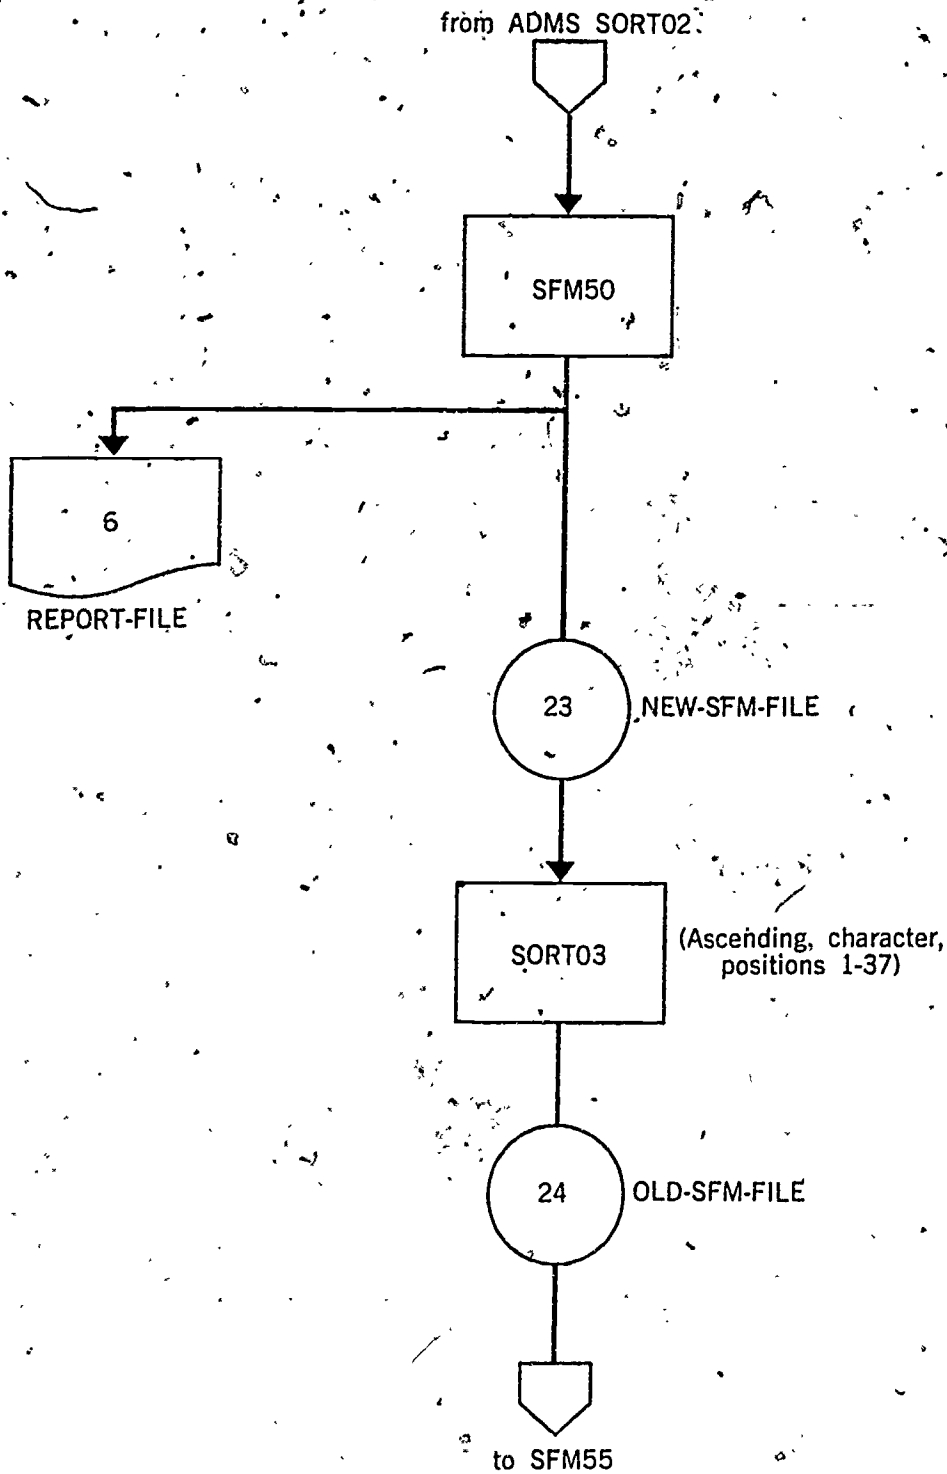 from ADMS SORT02
SFM50
6
REPORT-FILE
23
NEW-SFM-FILE
SORT03
(Ascending, character,
positions 1-37)
24
OLD-SFM-FILE
to SFM55